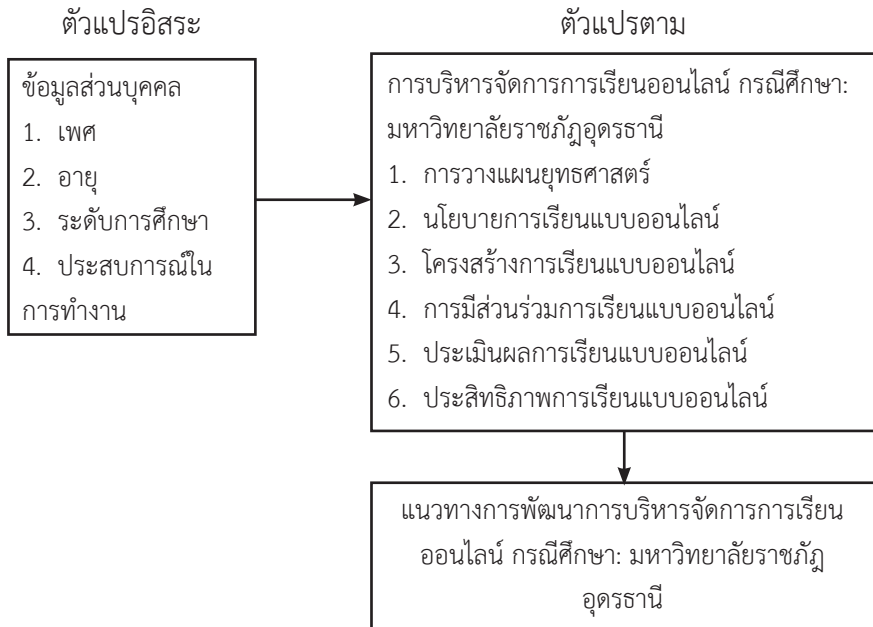 ตัวแปรอิสระ
ข้อมูลส่วนบุคคล
1. เพศ
2. อายุ
3. ระดับการศึกษา
4. ประสบการณ์ใน
การทำงาน
ตัวแปรตาม
การบริหารจัดการการเรียนออนไลน์ กรณีศึกษา:
มหาวิทยาลัยราชภัฏอุดรธานี
1. การวางแผนยุทธศาสตร์
2. นโยบายการเรียนแบบออนไลน์
3. โครงสร้างการเรียนแบบออนไลน์
4. การมีส่วนร่วมการเรียนแบบออนไลน์
5. ประเมินผลการเรียนแบบออนไลน์
6. ประสิทธิภาพการเรียนแบบออนไลน์
แนวทางการพัฒนาการบริหารจัดการการเรียน
ออนไลน์ กรณีศึกษา: มหาวิทยาลัยราชภัฏ
อุดรธานี